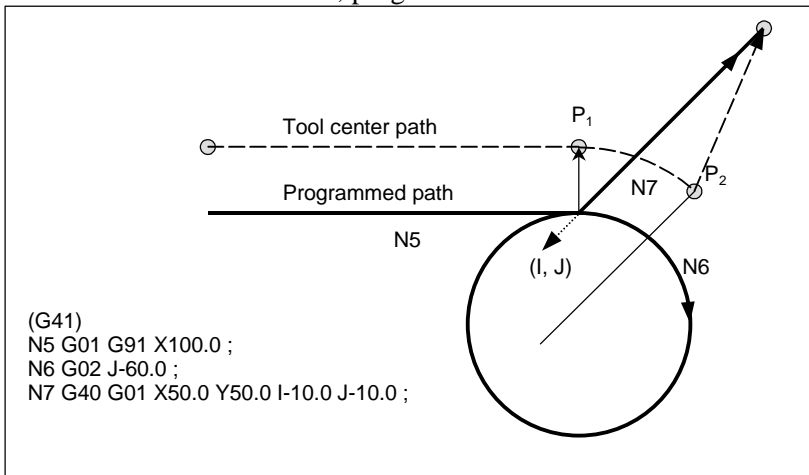 P1
Tool center path
P2
Programmed path
N7
N5
(I, J)
N6
(G41)
N5 G01 G91 X100.0 ;
N6 G02 J-60.0 ;
N7 G40 G01 X50.0 Y50.0 I-10.0 J-10.0 ;